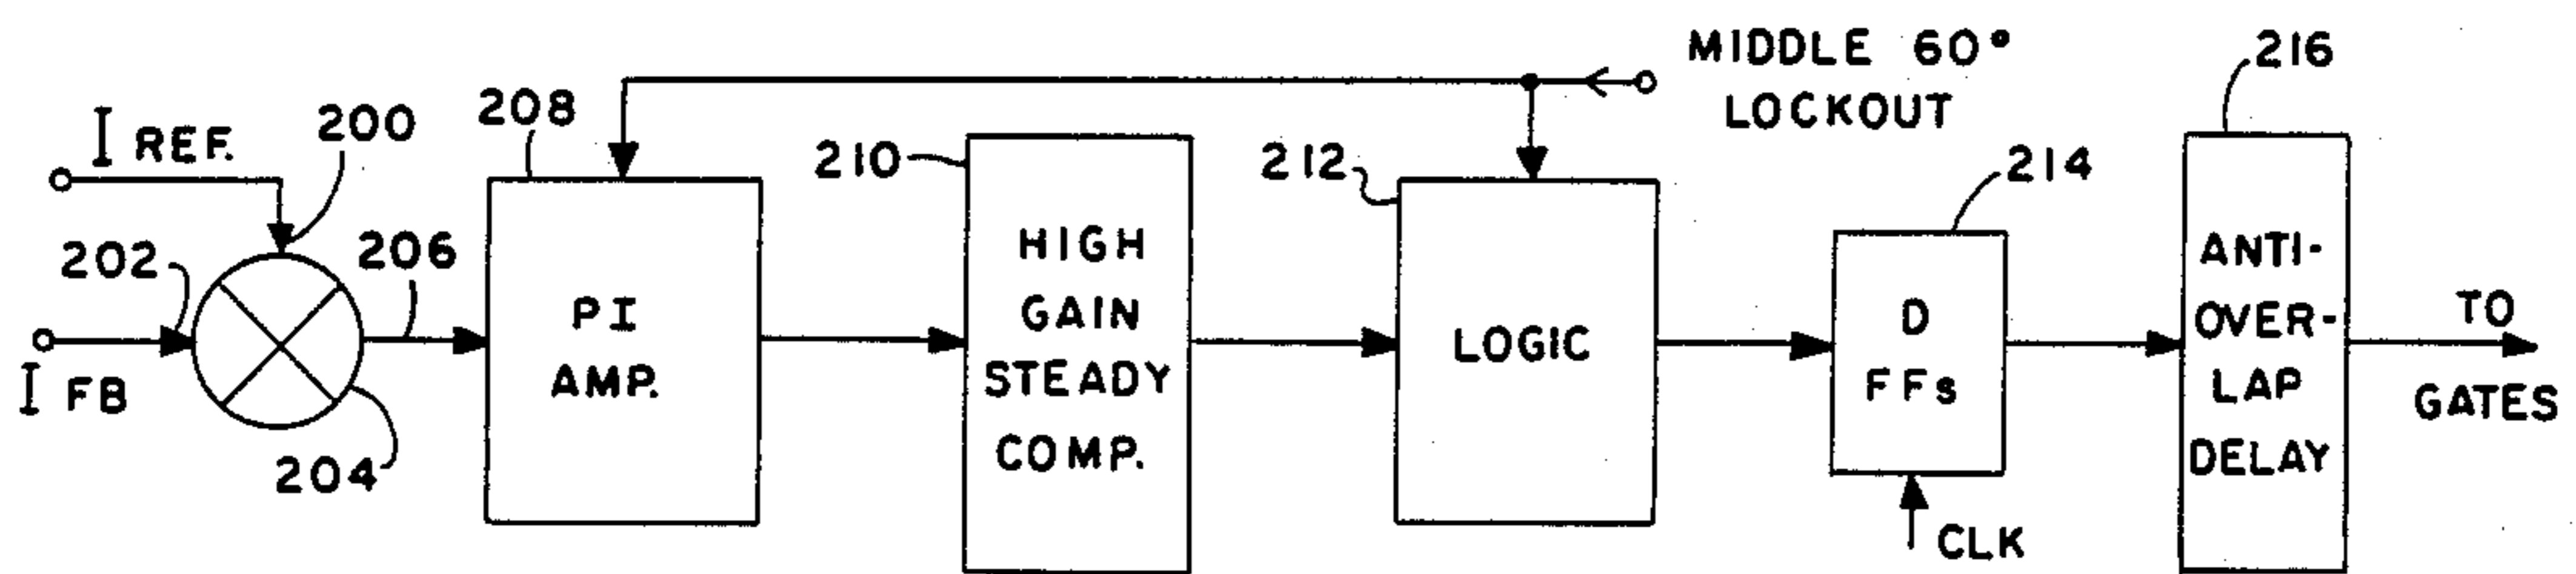 MIDDLE 60°
LOCKOUT
216
I REF.
200
208
210
212
214
202
206
I FB
204
PI
AMP.
HIGH
GAIN
STEADY
COMP.
LOGIC
D
FFs
CLK
ANTI-
OVER-
LAP
DELAY
TO
GATES